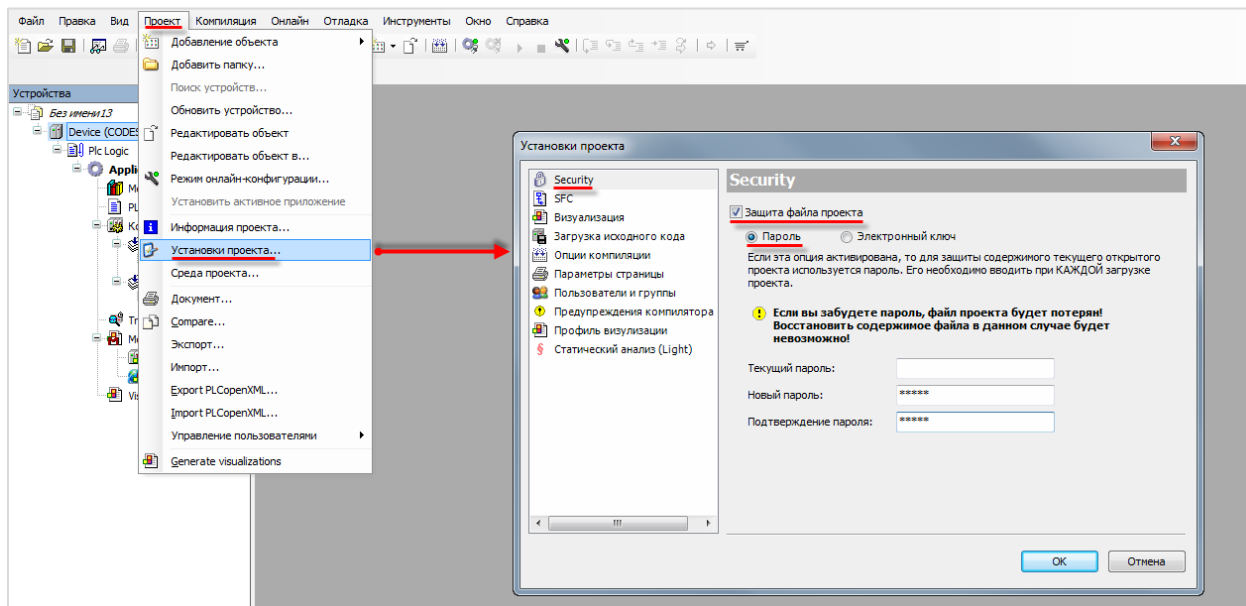 Файл Правка Вид Проект Компиляция Онлайн Отладка Инструменты Окно Справка
Устройства
Без имени13
Device (CODES
Plc Logic
Appli
Добавление объекта
Добавить папку...
Поиск устройств...
Обновить устройство...
Редактировать объект
Редактировать объект в...
Режим онлайн-конфигурации...
Установить активное приложение
Информация проекта...
Установки проекта...
Среда проекта...
Документ...
Compare...
Экспорт...
Импорт...
Export PLCopenXML...
Import PLCopenXML...
Управление пользователями
Generate visualizations
Установки проекта
Security
SFC
Визуализация
Загрузка исходного кода
Опции компиляции
Параметры страницы
Пользователи и группы
Предупреждения компилятора
Профиль визулизации
Статический анализ (Light)
Security
Защита файла проекта
Пароль Электронный ключ
Если эта опция активирована, то для защиты содержимого текущего открытого
проекта используется пароль. Его необходимо вводить при КАЖДОЙ загрузке
проекта.
Если вы забудете пароль, файл проекта будет потерян!
Восстановить содержимое файла в данном случае будет
невозможно!
Текущий пароль:
Новый пароль: *****
Подтверждение пароля: *****
OK Отмена